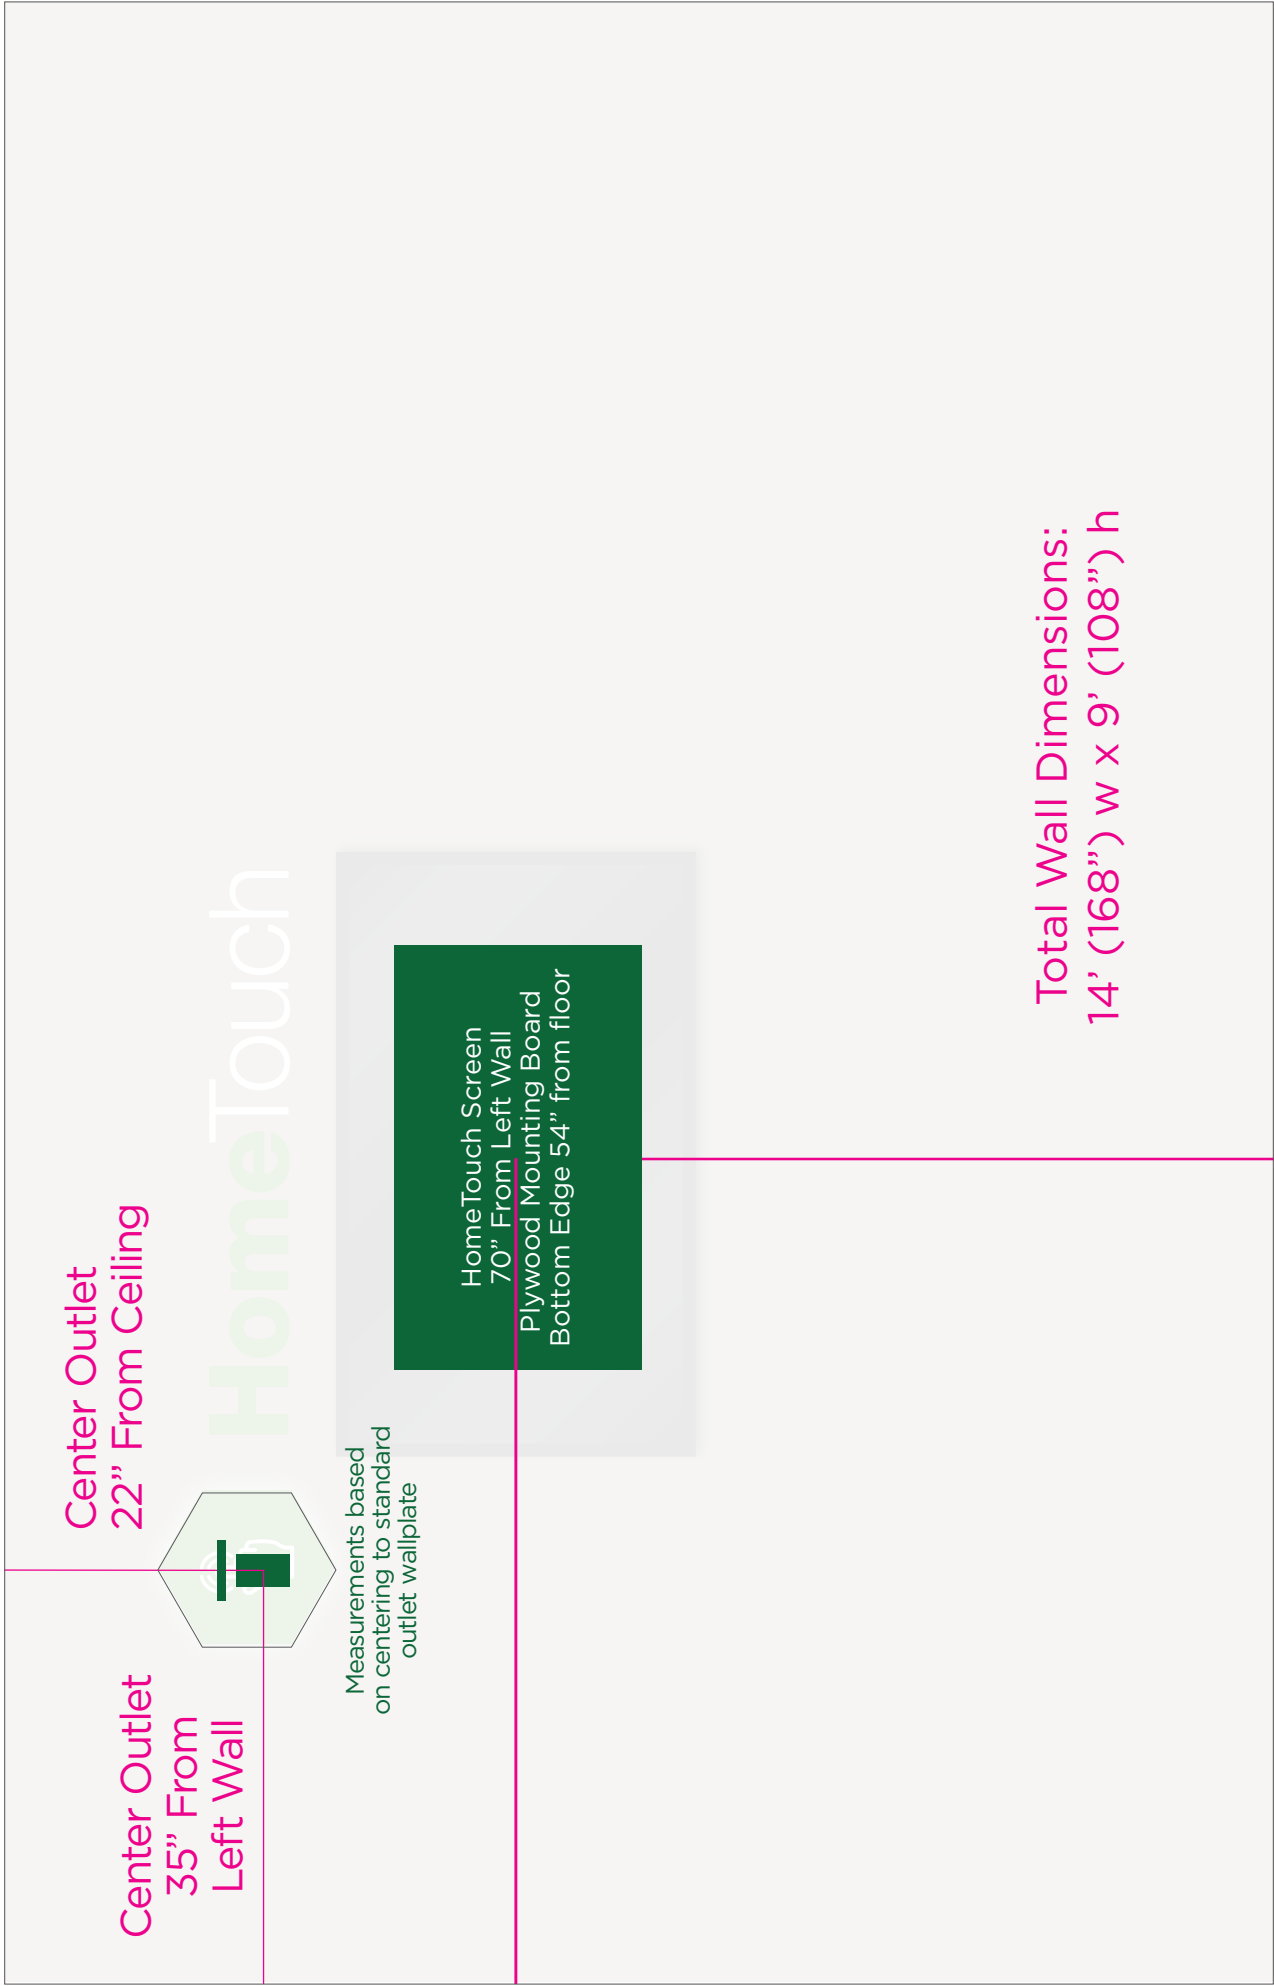 Center Outlet
22” From Ceiling
Center Outlet
35” From
Left Wall
HomeTouch
Measurements based
on centering to standard
outlet wallplate
HomeTouch Screen
70” From Left Wall
Plywood Mounting Board
Bottom Edge 54” from floor
Total Wall Dimensions:
14’ (168”) w x 9’ (108”) h